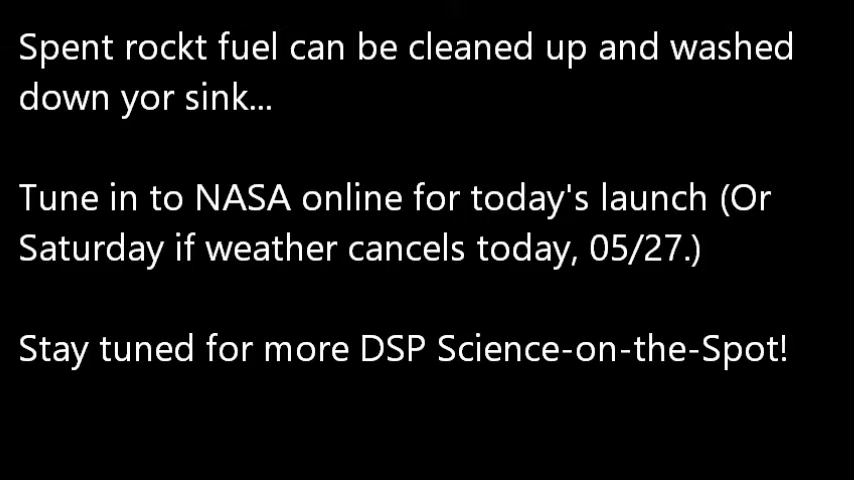 Spent rockt fuel can be cleaned up and washed
down yor sink...
Tune in to NASA online for today's launch (Or
Saturday if weather cancels today, 05/27.)
Stay tuned for more DSP Science-on-the-Spot!